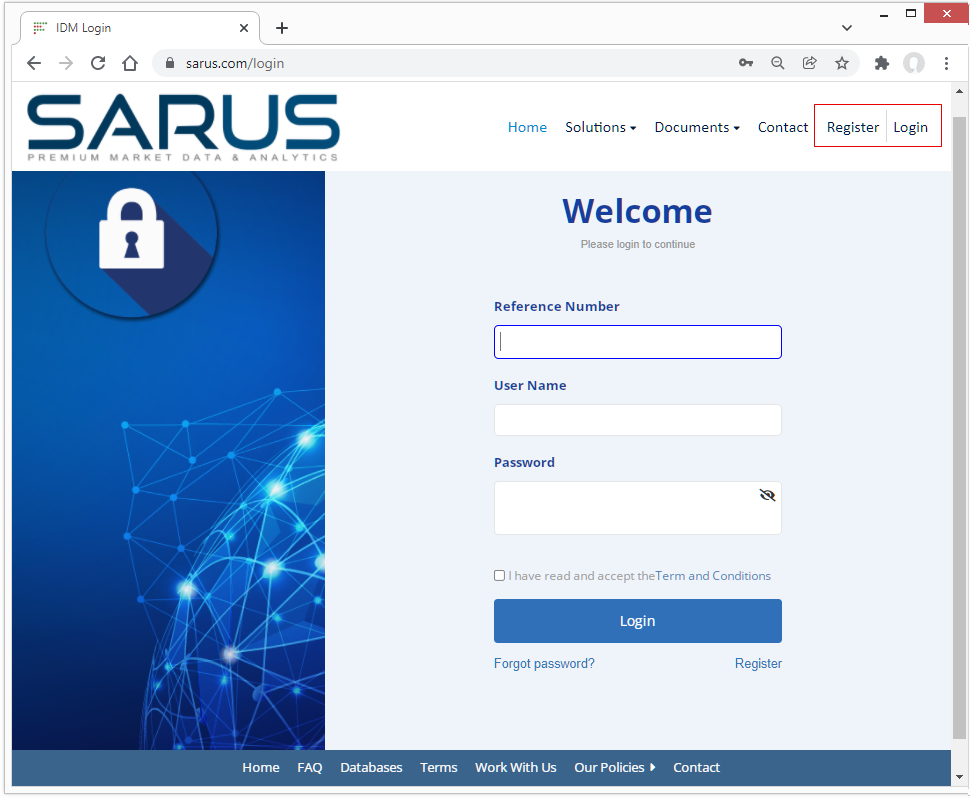 IDM Login
sarus.com/login
SARUS
PREMIUM MARKET DATA & ANALYTICS
Home Solutions Documents Contact Register Login
Welcome
Please login to continue
Reference Number
User Name
Password
I have read and accept theTerm and Conditions
Login
Forgot password? Register
Home FAQ Databases Terms Work With Us Our Policies Contact